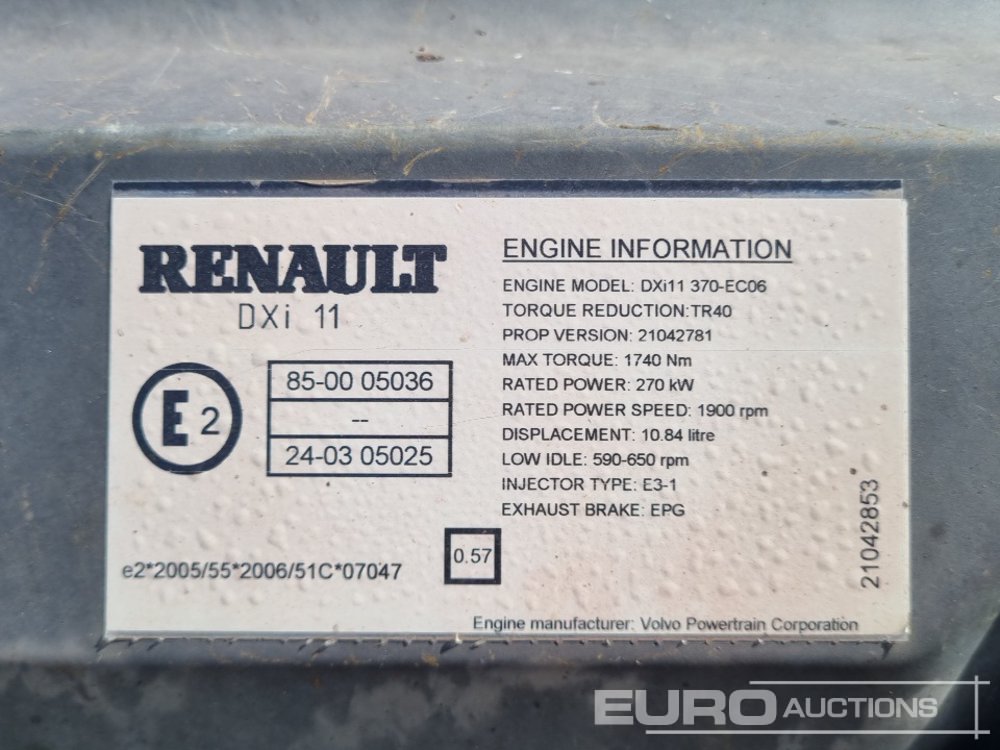 RENAULT
DXi 11
E 2
85-00 05036
--
24-03 05025
e2*2005/55*2006/51C*07047
0.57
ENGINE INFORMATION
ENGINE MODEL: DXi11 370-EC06
TORQUE REDUCTION:TR40
PROP VERSION: 21042781
MAX TORQUE: 1740 Nm
RATED POWER: 270 kW
RATED POWER SPEED: 1900 rpm
DISPLACEMENT: 10.84 litre
LOW IDLE: 590-650 rpm
INJECTOR TYPE: E3-1
EXHAUST BRAKE: EPG
21042853
Engine manufacturer: Volvo Powertrain Corporation
EURO AUCTIONS